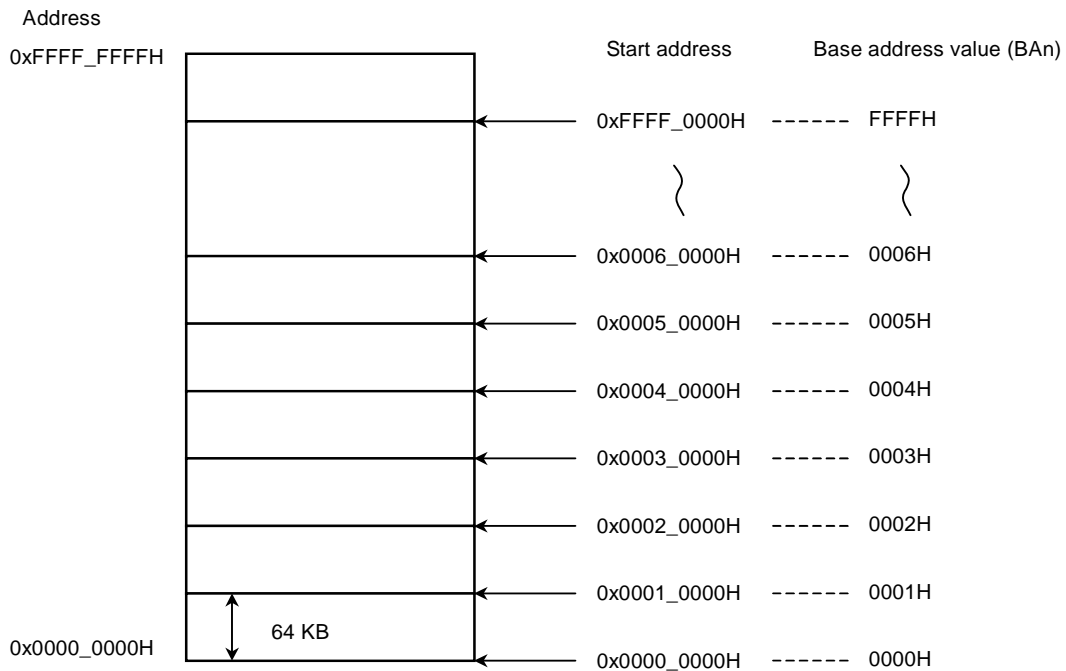 Address
0xFFFF_FFFFH
Start address Base address value (BAn)
0xFFFF_0000H ------ FFFFH
0x0006_0000H ------ 0006H
0x0005_0000H ------ 0005H
0x0004_0000H ------ 0004H
0x0003_0000H ------ 0003H
0x0002_0000H ------ 0002H
0x0001_0000H ------ 0001H
64 KB
0x0000_0000H
0x0000_0000H ------ 0000H